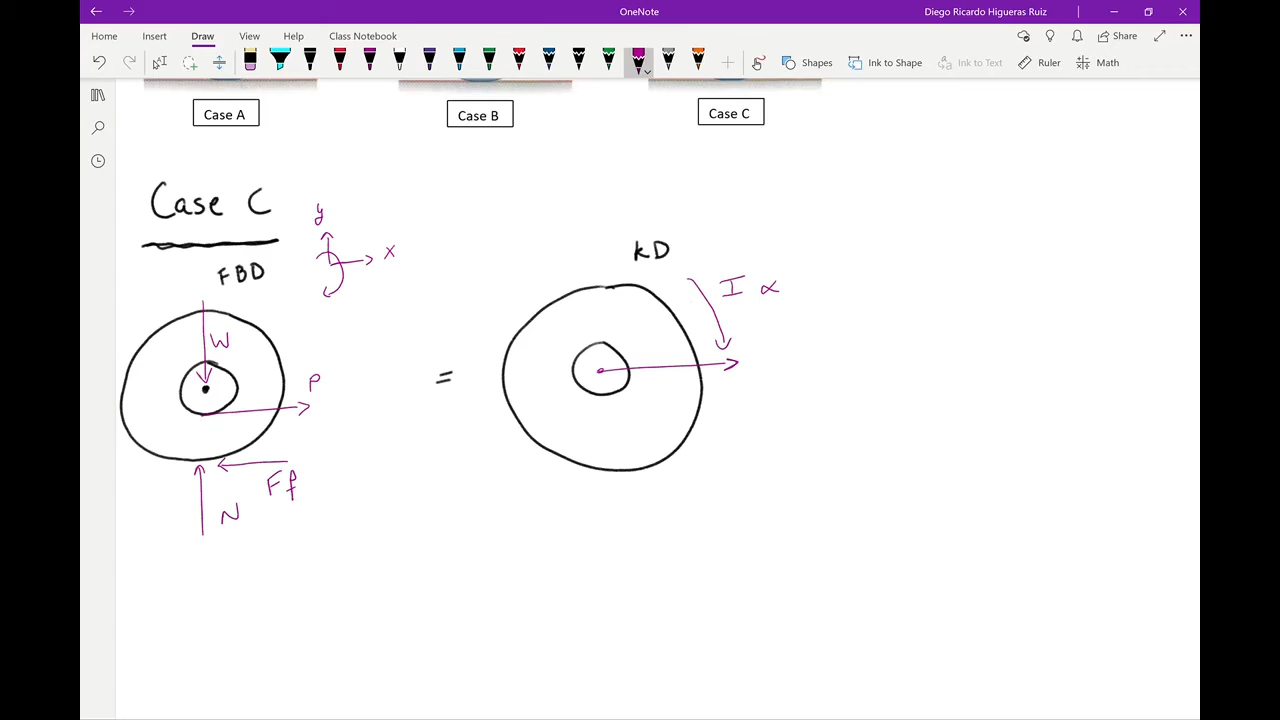 OneNote
Diego Ricardo Higueras Ruiz
Home Insert Draw View Help Class Notebook
Share
Shapes
Ink to Shape
Ink to Text
Ruler
Math
Case A
Case B
Case C
Case C
y
x
FBD
W
P
Ff
N
=
KD
I α